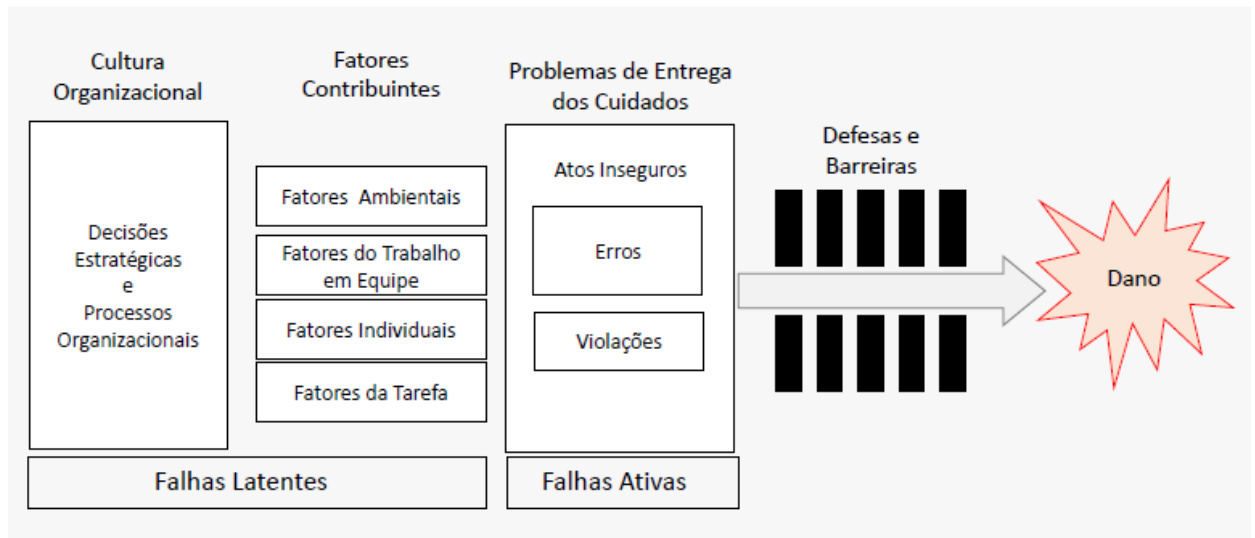 Cultura
Organizacional
Decisões
Estratégicas
e
Processos
Organizacionais
Fatores
Contribuintes
Fatores Ambientais
Fatores do Trabalho
em Equipe
Fatores Individuais
Fatores da Tarefa
Falhas Latentes
Problemas de Entrega
dos Cuidados
Atos Inseguros
Erros
Violações
Falhas Ativas
Defesas e
Barreiras
Dano